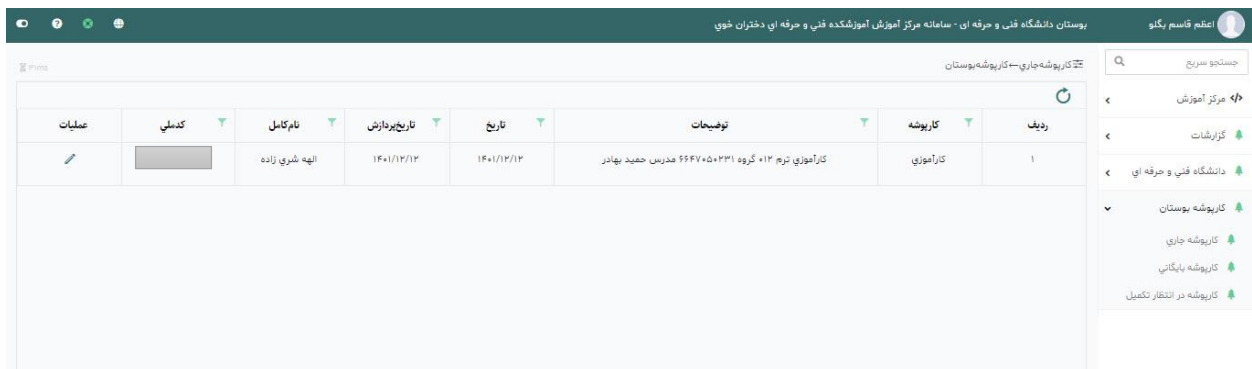 اعظم قاسم بگلو
بوستان دانشگاه فنی و حرفه ای - سامانه مرکز آموزش آموزشکده فني و حرفه اي دختران خوي
جستجو سریع
کارپوشه‌جاري←کارپوشه‌بوستان
۳۱ms
مرکز آموزش
گزارشات
دانشگاه فني و حرفه اي
کارپوشه بوستان
کارپوشه جاري
کارپوشه بایگاني
کارپوشه در انتظار تکمیل
ردیف کارپوشه توضیحات تاریخ تاریخ‌پردازش نام‌کامل کدملي عملیات
۱ کارآموزي کارآموزي ترم ۰۱۲ گروه ۶۶۴۷۰۵۰۲۳۱ مدرس حمید بهادر ۱۴۰۱/۱۲/۱۲ ۱۴۰۱/۱۲/۱۲ الهه شري زاده